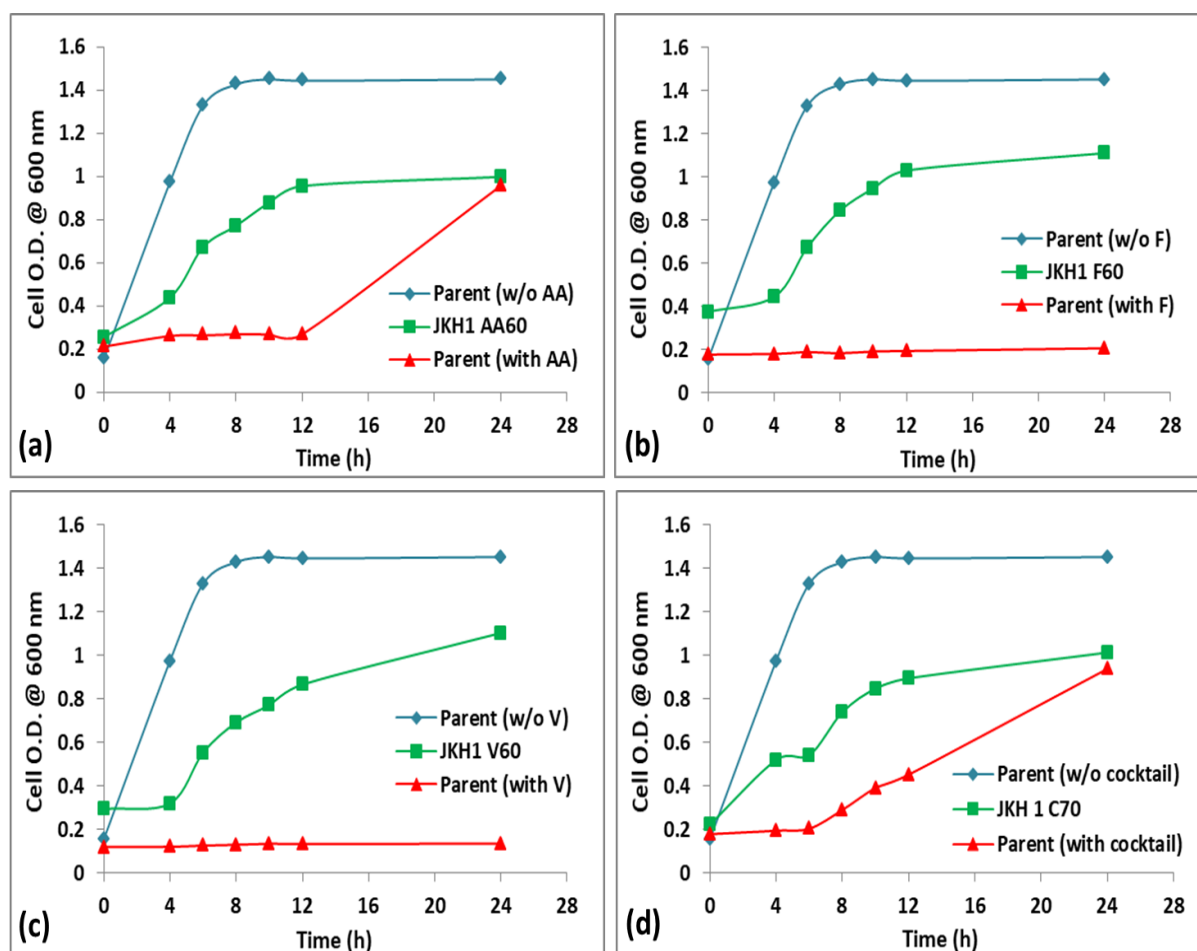 1.6
1.4
1.2
1
0.8
0.6
0.4
0.2
0
Cell O.D. @ 600 nm
Parent (w/o AA)
JKH1 AA60
Parent (with AA)
0 4 8 12 16 20 24 28
Time (h)
(a)
1.6
1.4
1.2
1
0.8
0.6
0.4
0.2
0
Cell O.D. @ 600 nm
Parent (w/o F)
JKH1 F60
Parent (with F)
0 4 8 12 16 20 24 28
Time (h)
(b)
1.6
1.4
1.2
1
0.8
0.6
0.4
0.2
0
Cell O.D. @ 600 nm
Parent (w/o V)
JKH1 V60
Parent (with V)
0 4 8 12 16 20 24 28
Time (h)
(c)
1.6
1.4
1.2
1
0.8
0.6
0.4
0.2
0
Cell O.D. @ 600 nm
Parent (w/o cocktail)
JKH 1 C70
Parent (with cocktail)
0 4 8 12 16 20 24 28
Time (h)
(d)